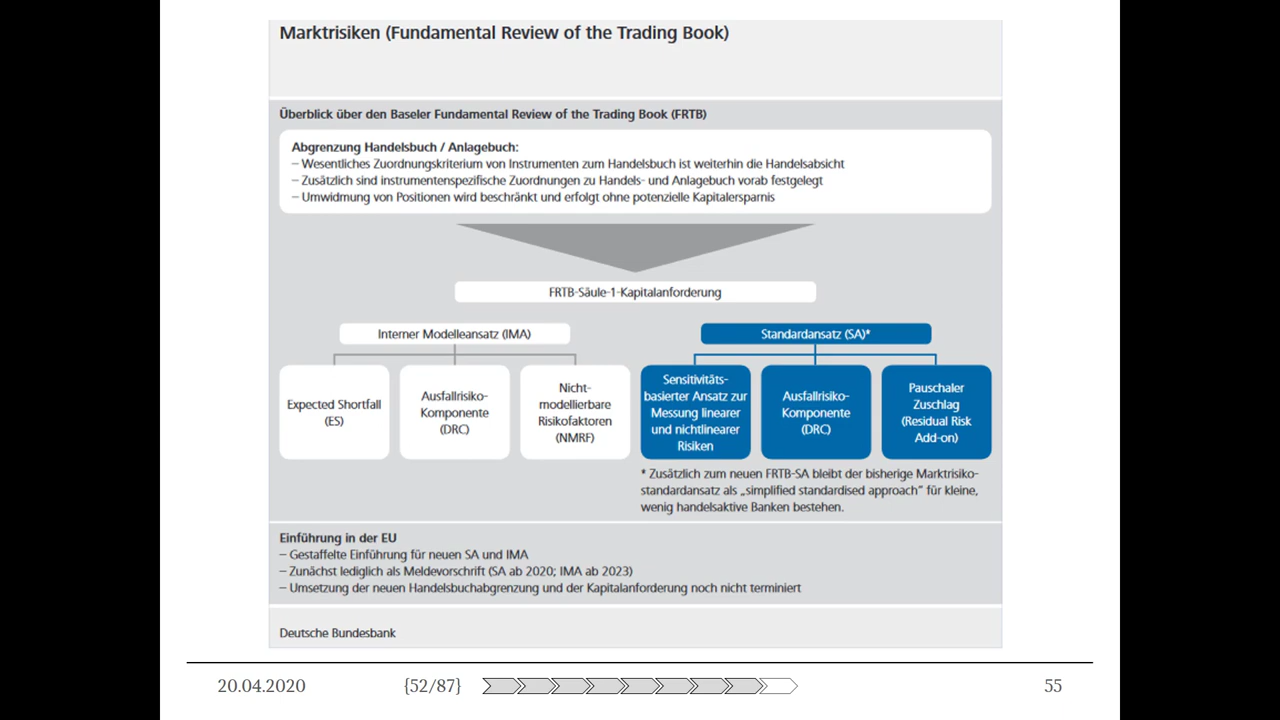 Marktrisiken (Fundamental Review of the Trading Book)
Überblick über den Baseler Fundamental Review of the Trading Book (FRTB)
Abgrenzung Handelsbuch / Anlagebuch:
– Wesentliches Zuordnungskriterium von Instrumenten zum Handelsbuch ist weiterhin die Handelsabsicht
– Zusätzlich sind instrumentenspezifische Zuordnungen zu Handels- und Anlagebuch vorab festgelegt
– Umwidmung von Positionen wird beschränkt und erfolgt ohne potenzielle Kapitalersparnis
FRTB-Säule-1-Kapitalanforderung
Interner Modelleansatz (IMA)
Expected Shortfall
(ES)
Ausfallrisiko-
Komponente
(DRC)
Nicht-
modellierbare
Risikofaktoren
(NMRF)
Standardansatz (SA)*
Sensitivitäts-
basierter Ansatz zur
Messung linearer
und nichtlinearer
Risiken
Ausfallrisiko-
Komponente
(DRC)
Pauschaler
Zuschlag
(Residual Risk
Add-on)
* Zusätzlich zum neuen FRTB-SA bleibt der bisherige Marktrisiko-
standardansatz als „simplified standardised approach“ für kleine,
wenig handelsaktive Banken bestehen.
Einführung in der EU
– Gestaffelte Einführung für neuen SA und IMA
– Zunächst lediglich als Meldevorschrift (SA ab 2020; IMA ab 2023)
– Umsetzung der neuen Handelsbuchabgrenzung und der Kapitalanforderung noch nicht terminiert
Deutsche Bundesbank
20.04.2020
{52/87}
55